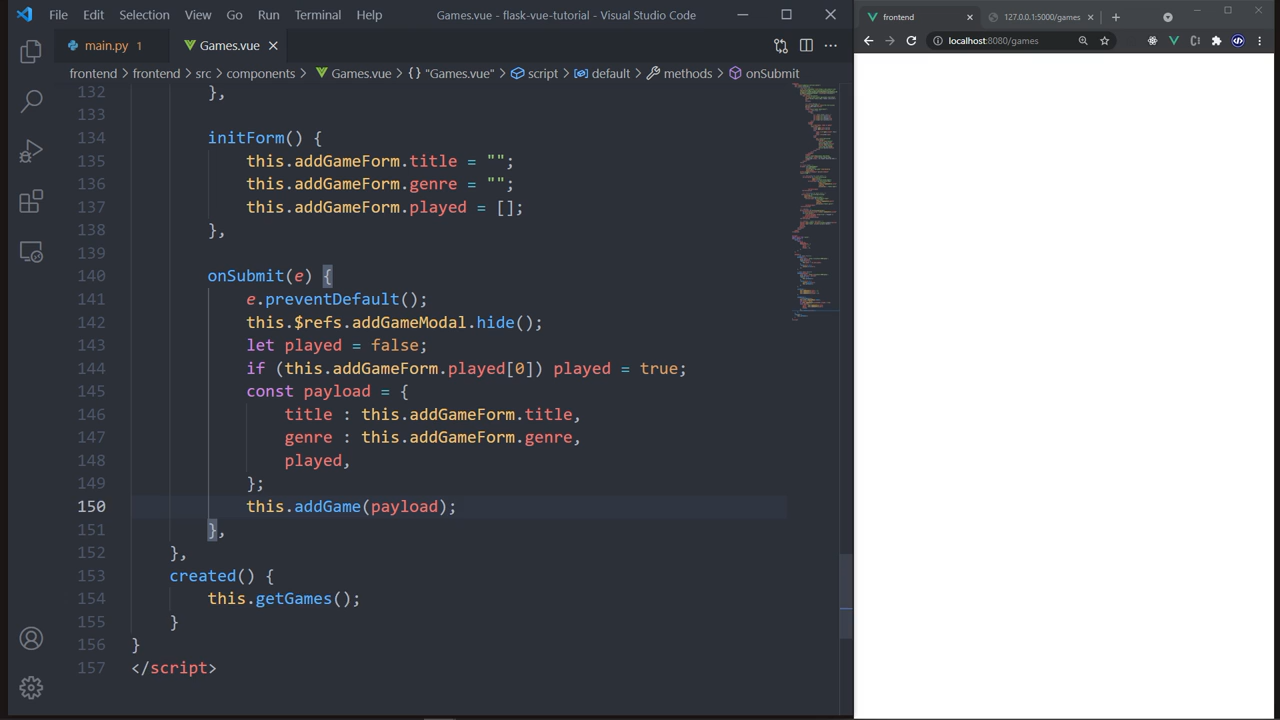 File Edit Selection View Go Run Terminal Help Games.vue - flask-vue-tutorial - Visual Studio Code
main.py 1 Games.vue
frontend > frontend > src > components > Games.vue > {} "Games.vue" > script > default > methods > onSubmit
132 },
133
134 initForm() {
135 this.addGameForm.title = "";
136 this.addGameForm.genre = "";
137 this.addGameForm.played = [];
138 },
139
140 onSubmit(e) {
141 e.preventDefault();
142 this.$refs.addGameModal.hide();
143 let played = false;
144 if (this.addGameForm.played[0]) played = true;
145 const payload = {
146 title : this.addGameForm.title,
147 genre : this.addGameForm.genre,
148 played,
149 };
150 this.addGame(payload);
151 },
152 },
153 created() {
154 this.getGames();
155 }
156 }
157 </script>
frontend 127.0.0.1:5000/games
localhost:8080/games